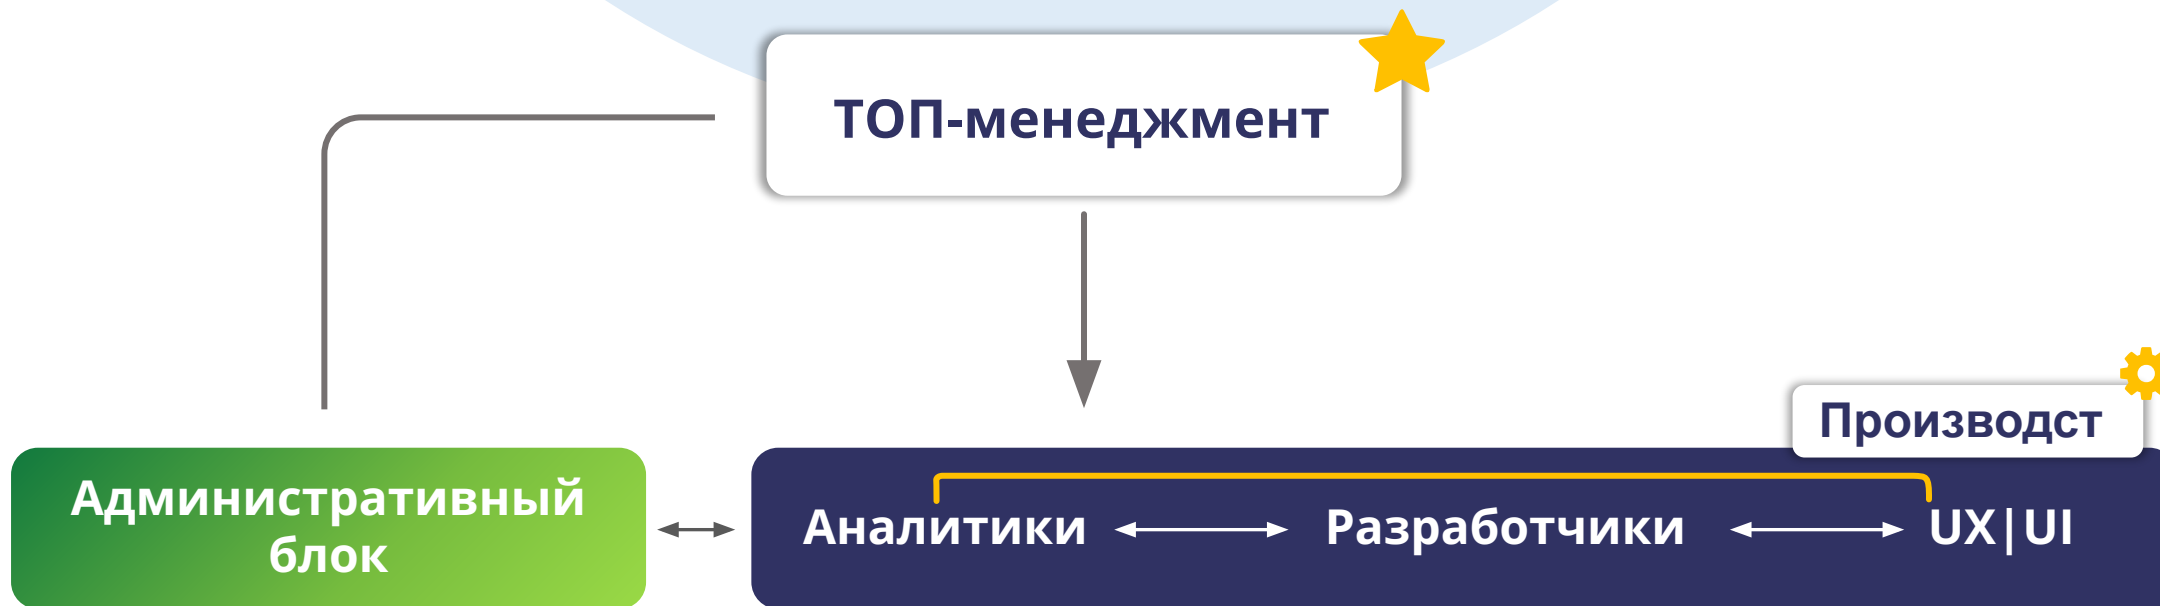 ТОП-менеджмент
Производст
Административный
блок
Аналитики
Разработчики
UX|UI